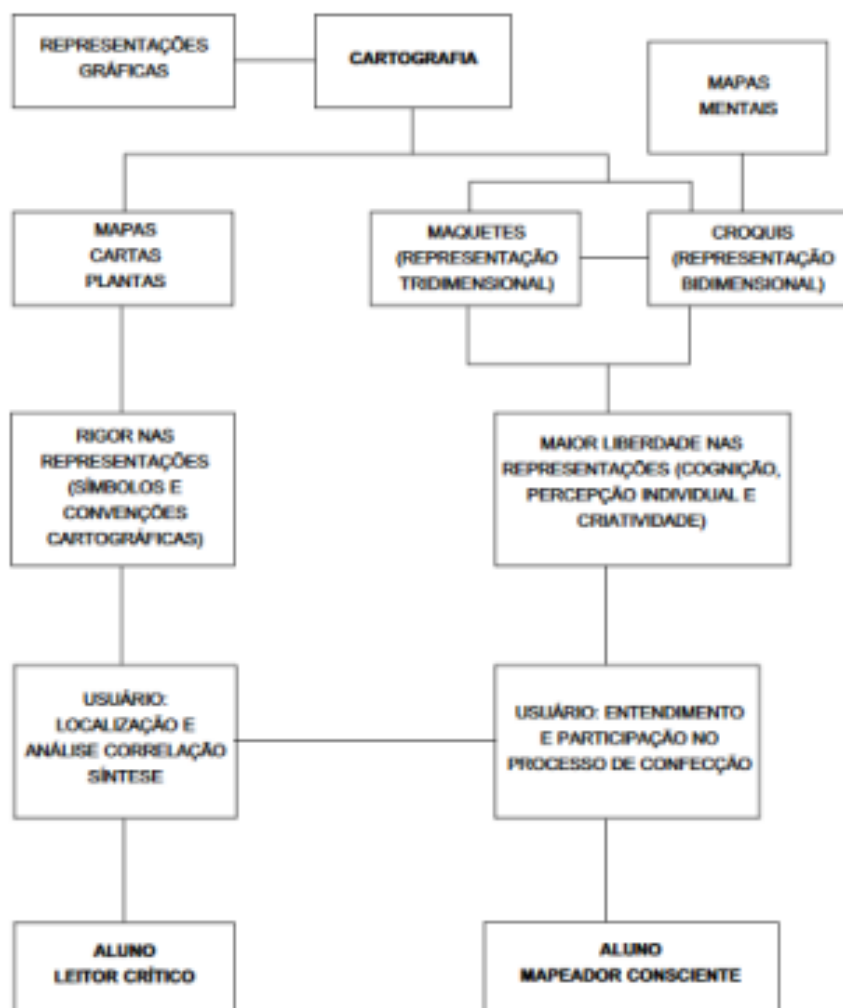 REPRESENTAÇÕES
GRÁFICAS
CARTOGRAFIA
MAPAS
MENTAIS
MAPAS
CARTAS
PLANTAS
MAQUETES
(REPRESENTAÇÃO
TRIDIMENSIONAL)
CROQUIS
(REPRESENTAÇÃO
BIDIMENSIONAL)
RIGOR NAS
REPRESENTAÇÕES
(SÍMBOLOS E
CONVENÇÕES
CARTOGRÁFICAS)
MAIOR LIBERDADE NAS
REPRESENTAÇÕES (COGNIÇÃO,
PERCEPÇÃO INDIVIDUAL E
CRIATIVIDADE)
USUÁRIO:
LOCALIZAÇÃO E
ANÁLISE CORRELAÇÃO
SÍNTESE
USUÁRIO: ENTENDIMENTO
E PARTICIPAÇÃO NO
PROCESSO DE CONFECÇÃO
ALUNO
LEITOR CRÍTICO
ALUNO
MAPEADOR CONSCIENTE